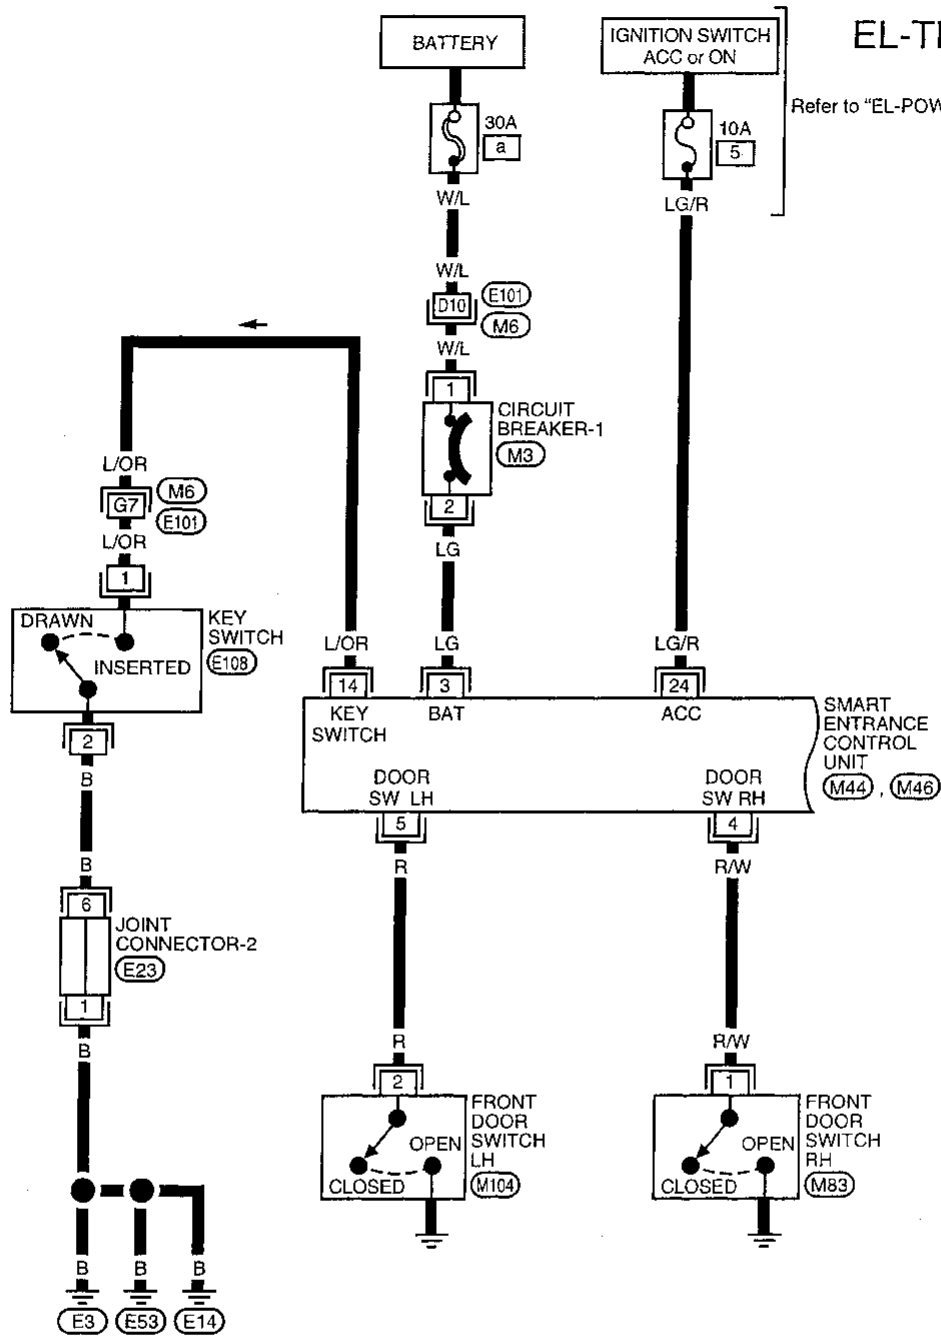 BATTERY
IGNITION SWITCH
ACC or ON
EL-T
Refer to "EL-POW
30A
a
10A
5
W/L
LG/R
W/L
D10
E101
M6
W/L
1
CIRCUIT
BREAKER-1
M3
2
LG
L/OR
G7
M6
E101
L/OR
1
DRAWN
INSERTED
KEY
SWITCH
E108
2
B
L/OR
LG
LG/R
14
3
24
KEY
SWITCH
BAT
ACC
DOOR
SW LH
DOOR
SW RH
SMART
ENTRANCE
CONTROL
UNIT
M44 , M46
5
4
R
R/W
B
6
JOINT
CONNECTOR-2
E23
1
B
R
R/W
2
1
OPEN
CLOSED
FRONT
DOOR
SWITCH
LH
M104
OPEN
CLOSED
FRONT
DOOR
SWITCH
RH
M83
B B B
E3 E53 E14